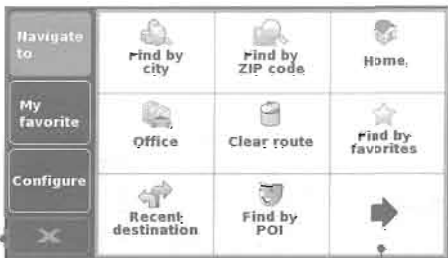 Navigate
to
My
favorite
Configure
Find by
city
Find by
ZIP code
Home
Office
Clear route
Find by
favorites
Recent
destination
Find by
POI